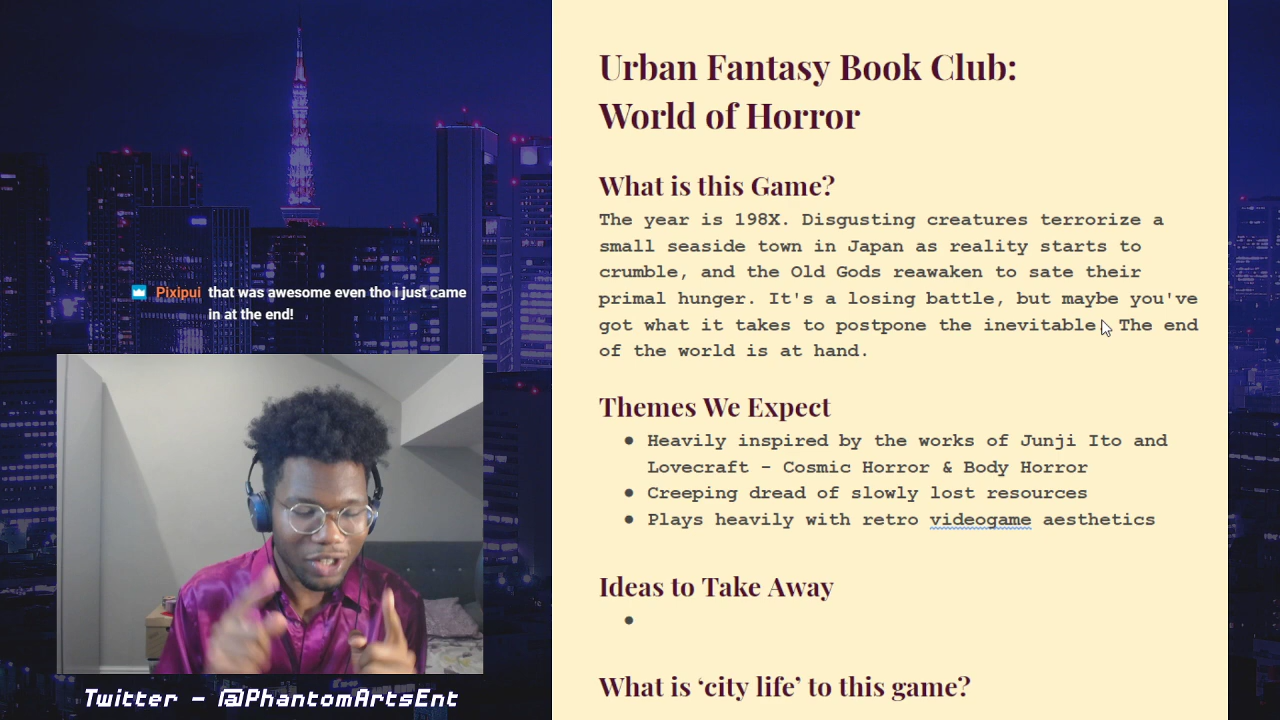 Urban Fantasy Book Club:
World of Horror
What is this Game?
The year is 198X. Disgusting creatures terrorize a
small seaside town in Japan as reality starts to
crumble, and the Old Gods reawaken to sate their
primal hunger. It's a losing battle, but maybe you've
got what it takes to postpone the inevitable. The end
of the world is at hand.
Themes We Expect
● Heavily inspired by the works of Junji Ito and
Lovecraft - Cosmic Horror & Body Horror
● Creeping dread of slowly lost resources
● Plays heavily with retro videogame aesthetics
Ideas to Take Away
●
What is ‘city life’ to this game?
Pixipui that was awesome even tho i just came
in at the end!
Twitter - @PhantomArtsEnt